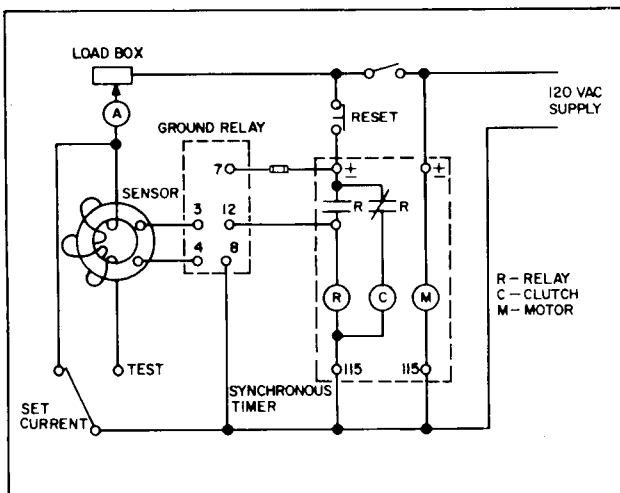 LOAD BOX
A
120 VAC
SUPPLY
RESET
GROUND RELAY
7
±
±
SENSOR
3
12
R
R
4
8
R
C
M
R – RELAY
C – CLUTCH
M – MOTOR
TEST
115
115
SYNCHRONOUS
TIMER
SET
CURRENT